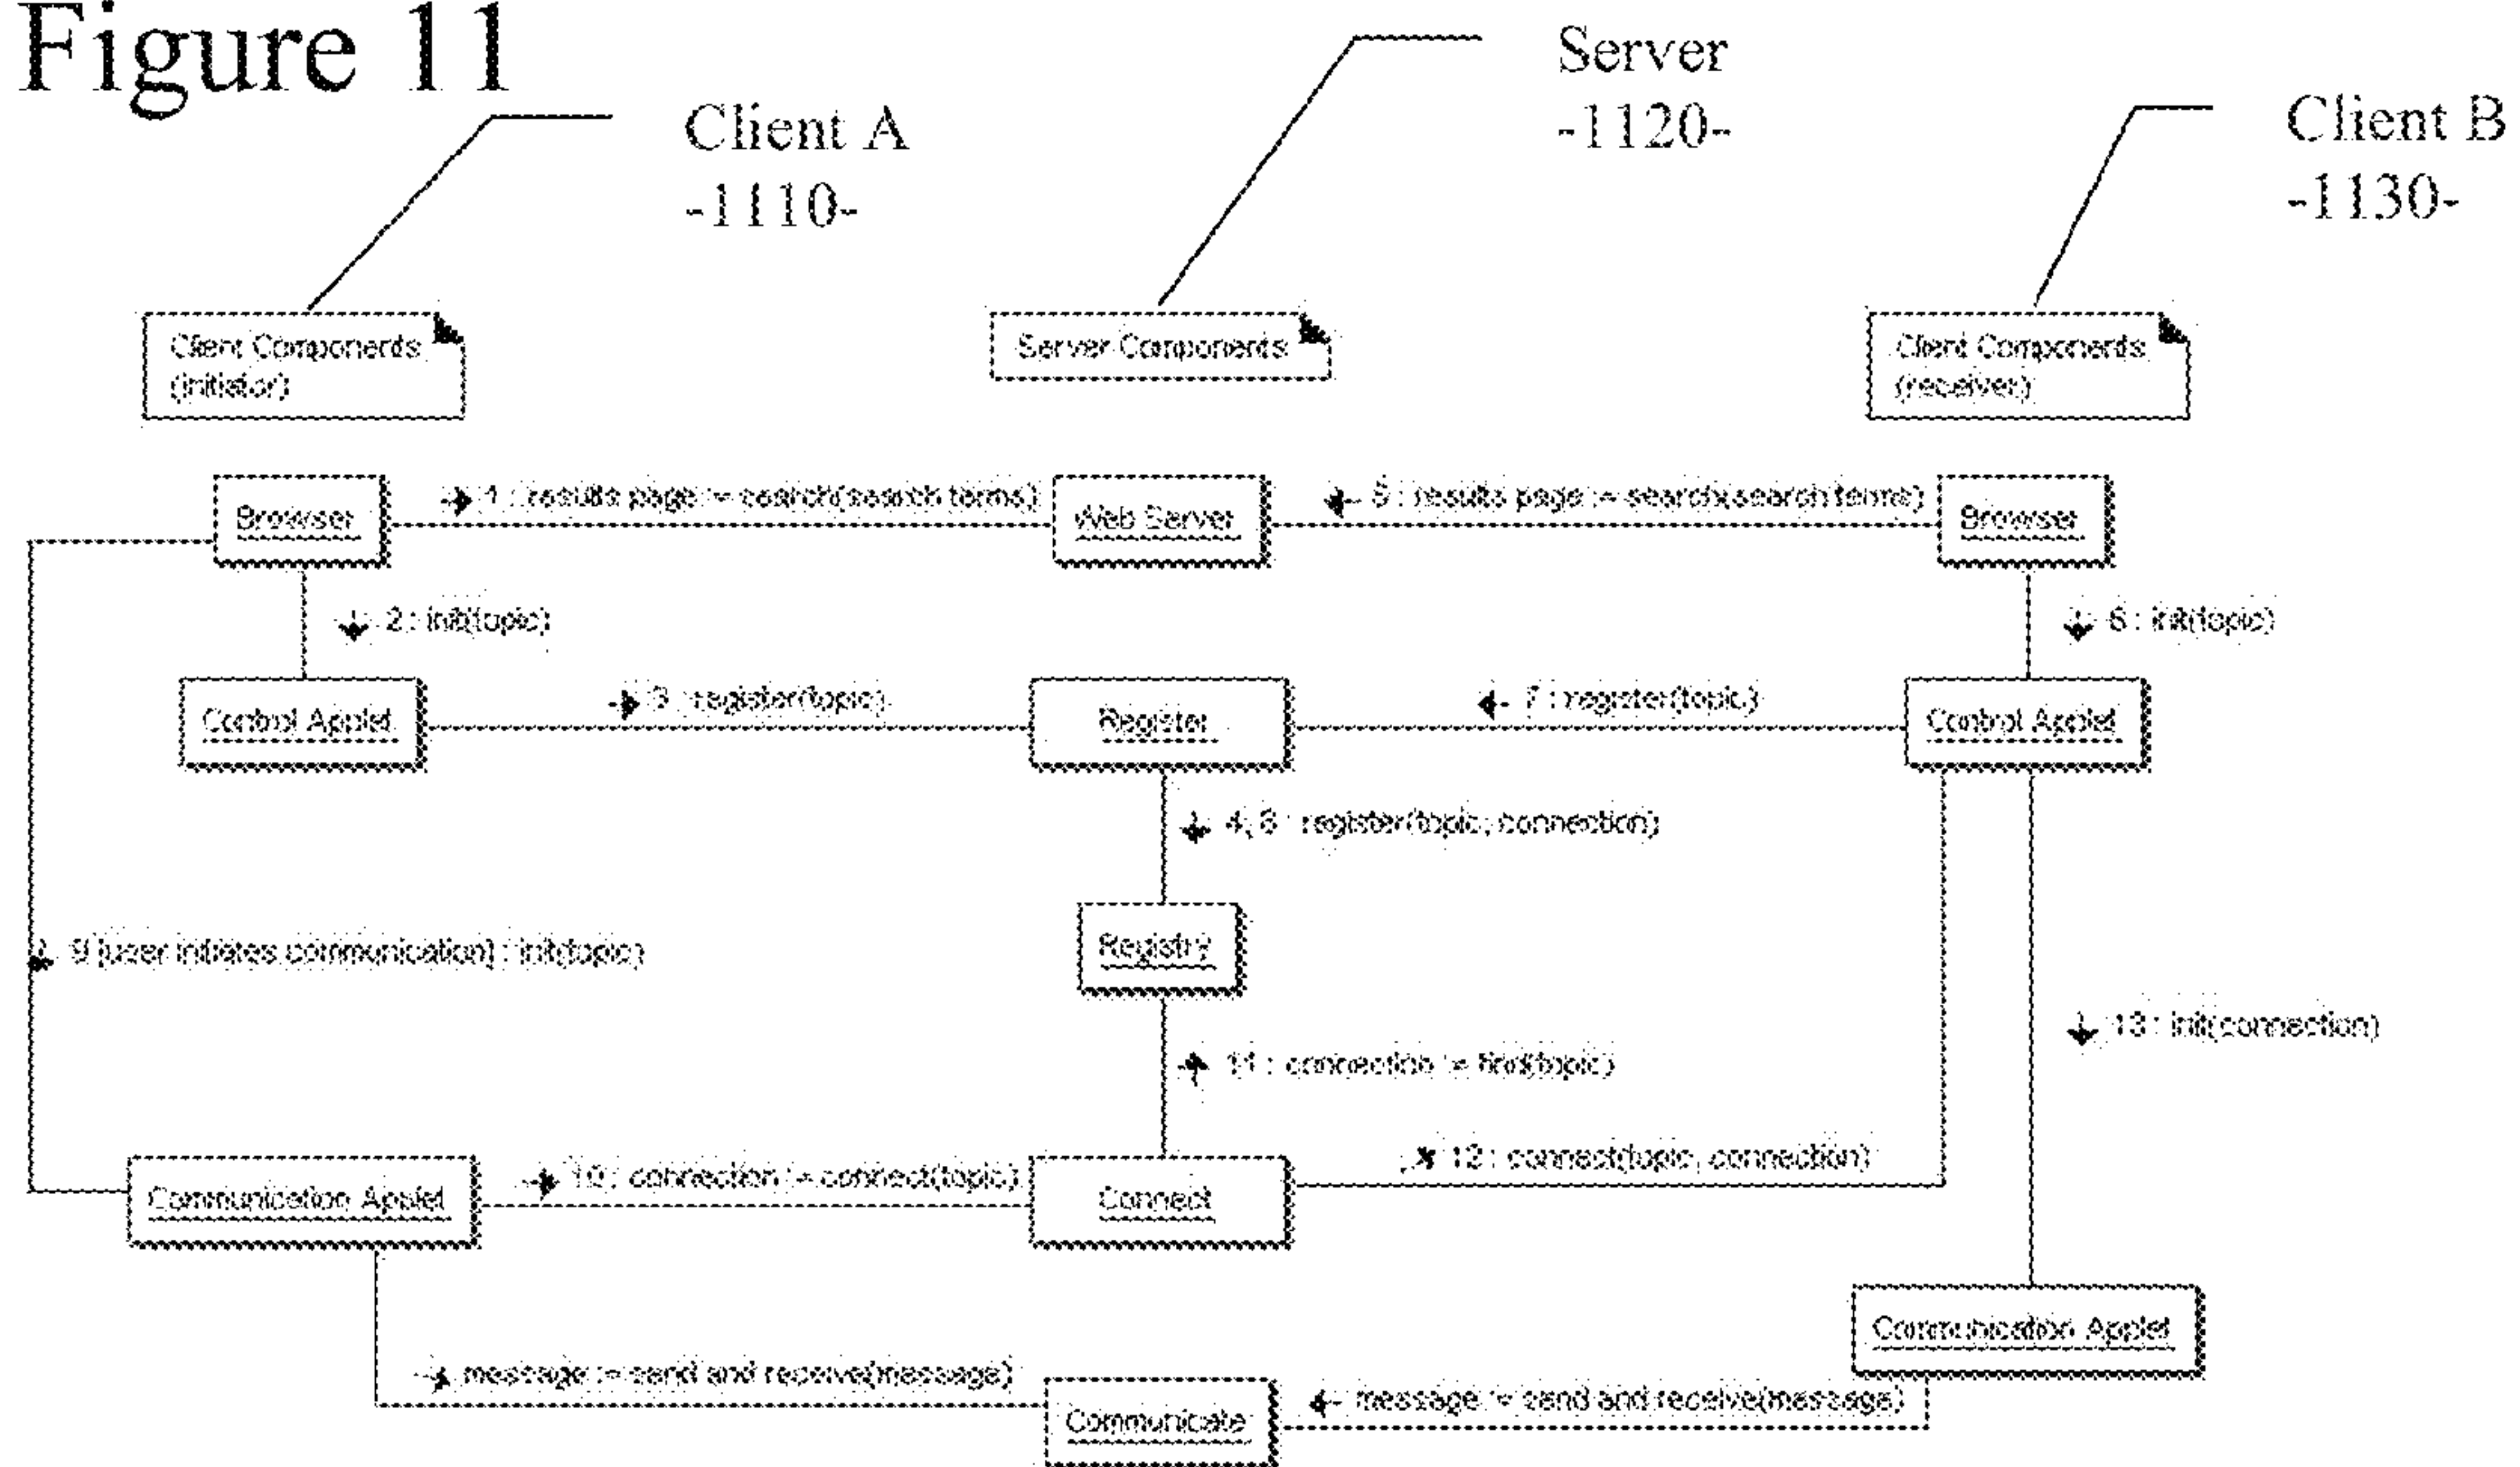 Figure 11
Server
-1120-
Client A
-1110-
Client B
-1130-
Client Components
(initiator)
Server Components
Client Components
(receiver)
Browser
1 : results page := search(search terms)
Web Server
5 : results page := search(search terms)
Browser
2 : init(topic)
6 : init(topic)
Control Applet
3 : register(topic)
Register
7 : register(topic)
Control Applet
4, 8 : register(topic, connection)
9 [user initiates communication] : init(topic)
Registry
13 : init(connection)
11 : connection := find(topic)
Communication Applet
10 : connection := connect(topic)
Connect
12 : connect(topic, connection)
Communication Applet
message := send and receive(message)
Communicate
message := send and receive(message)